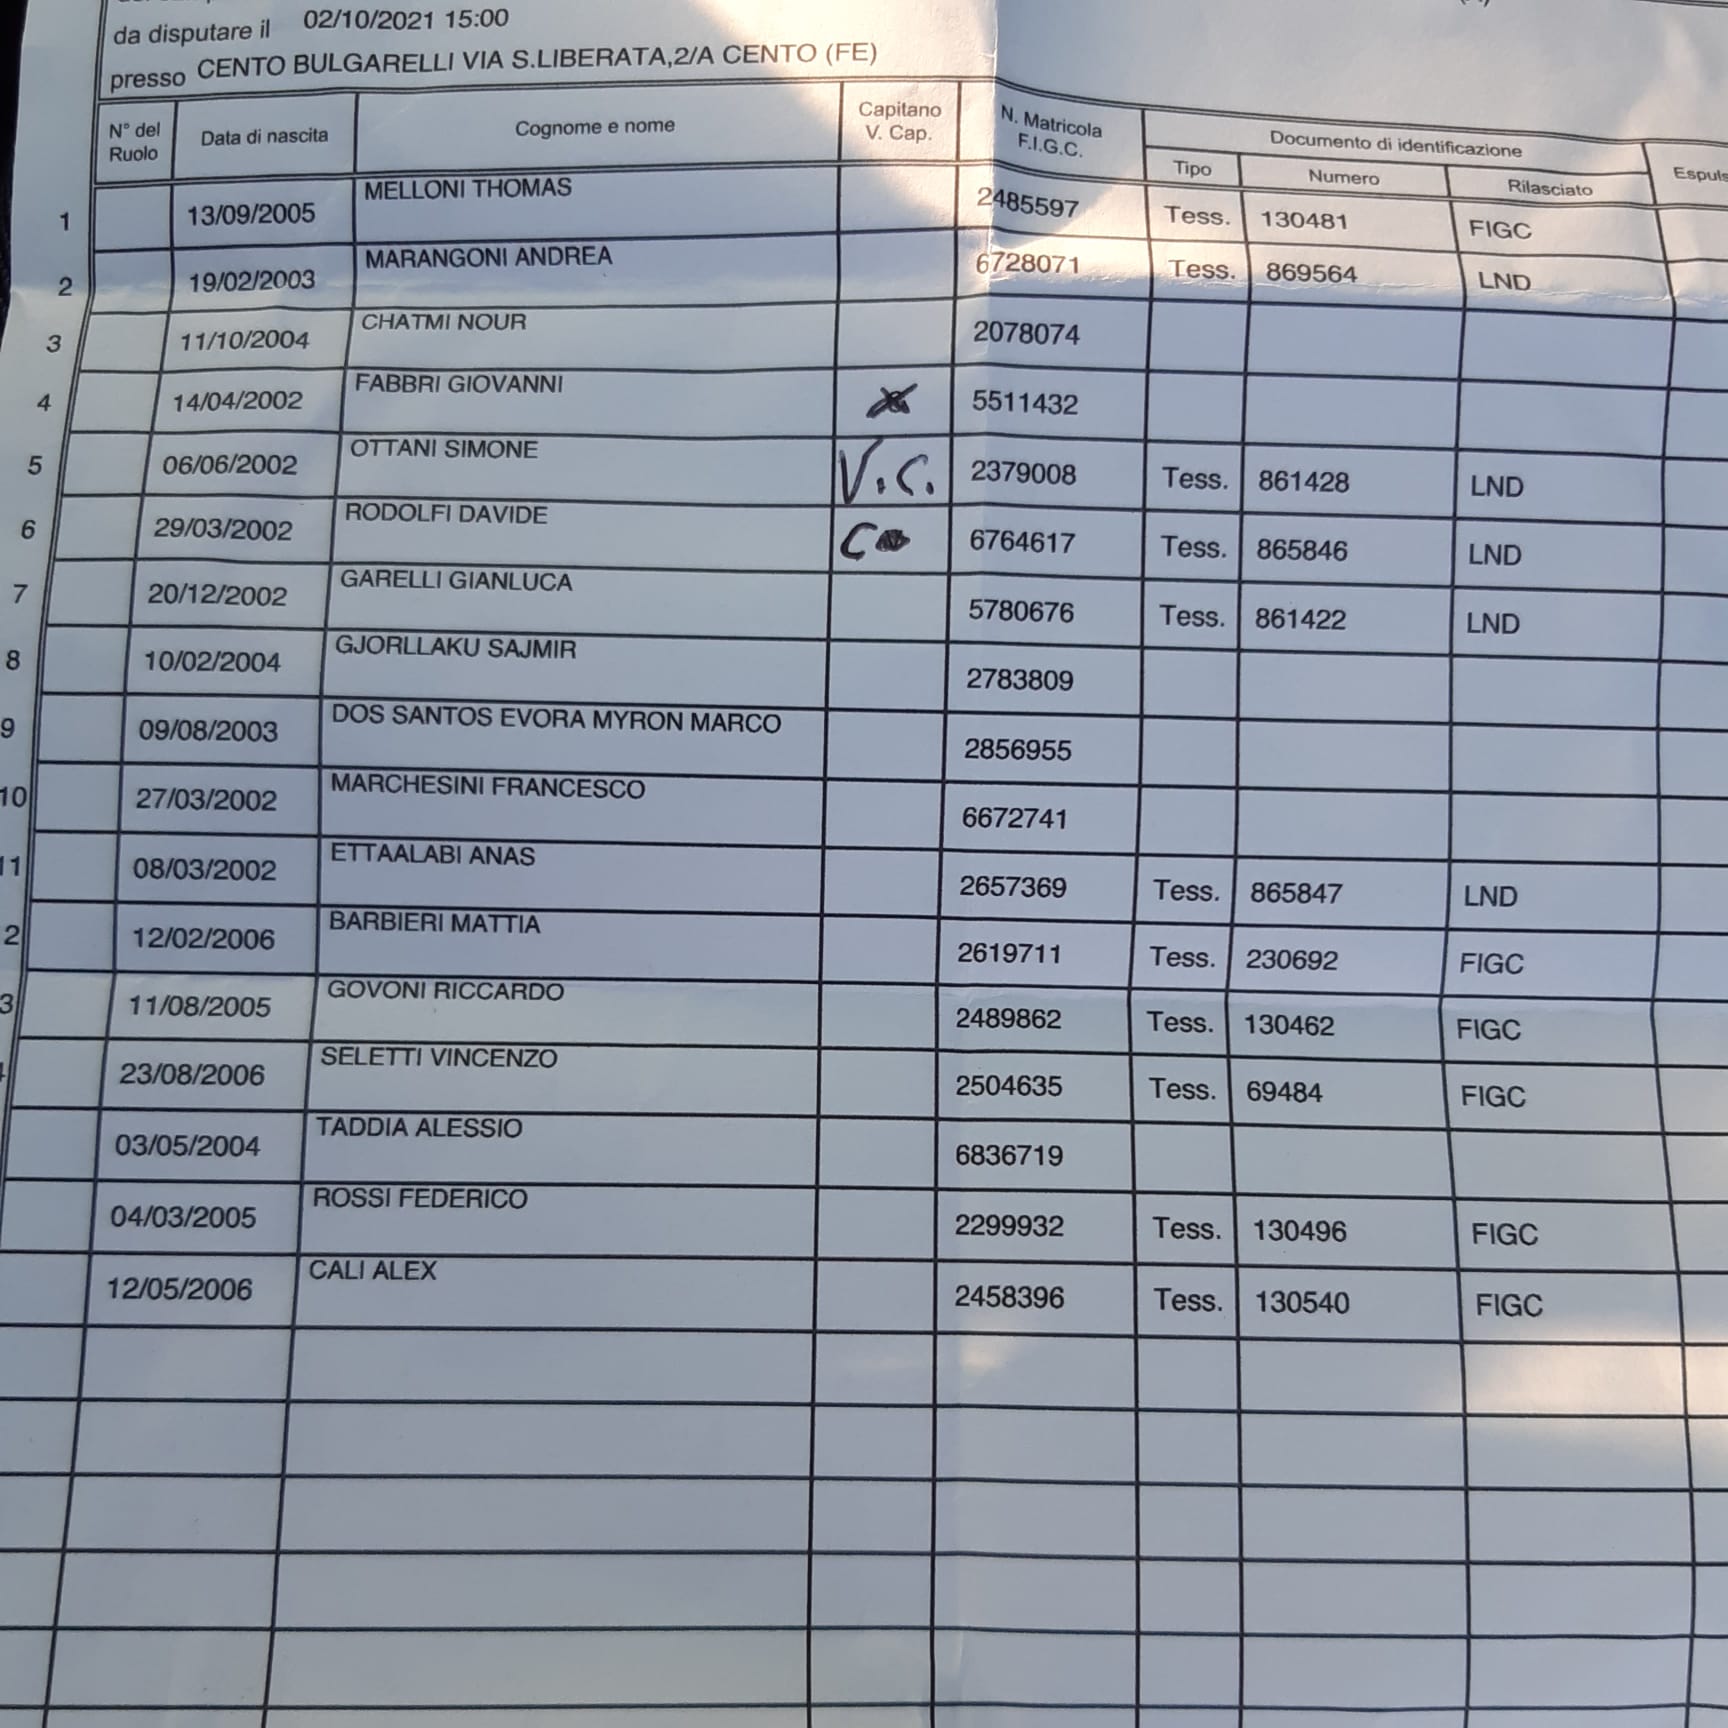 da disputare il 02/10/2021 15:00
presso CENTO BULGARELLI VIA S.LIBERATA,2/A CENTO (FE)
N° del Ruolo Data di nascita Cognome e nome Capitano V. Cap. N. Matricola F.I.G.C. Documento di identificazione
Tipo Numero Rilasciato
1 13/09/2005 MELLONI THOMAS 2485597 Tess. 130481 FIGC
2 19/02/2003 MARANGONI ANDREA 6728071 Tess. 869564 LND
3 11/10/2004 CHATMI NOUR 2078074
4 14/04/2002 FABBRI GIOVANNI 5511432
5 06/06/2002 OTTANI SIMONE V.C. 2379008 Tess. 861428 LND
6 29/03/2002 RODOLFI DAVIDE C 6764617 Tess. 865846 LND
7 20/12/2002 GARELLI GIANLUCA 5780676 Tess. 861422 LND
8 10/02/2004 GJORLLAKU SAJMIR 2783809
9 09/08/2003 DOS SANTOS EVORA MYRON MARCO 2856955
10 27/03/2002 MARCHESINI FRANCESCO 6672741
11 08/03/2002 ETTAALABI ANAS 2657369 Tess. 865847 LND
2 12/02/2006 BARBIERI MATTIA 2619711 Tess. 230692 FIGC
3 11/08/2005 GOVONI RICCARDO 2489862 Tess. 130462 FIGC
23/08/2006 SELETTI VINCENZO 2504635 Tess. 69484 FIGC
03/05/2004 TADDIA ALESSIO 6836719
04/03/2005 ROSSI FEDERICO 2299932 Tess. 130496 FIGC
12/05/2006 CALI ALEX 2458396 Tess. 130540 FIGC